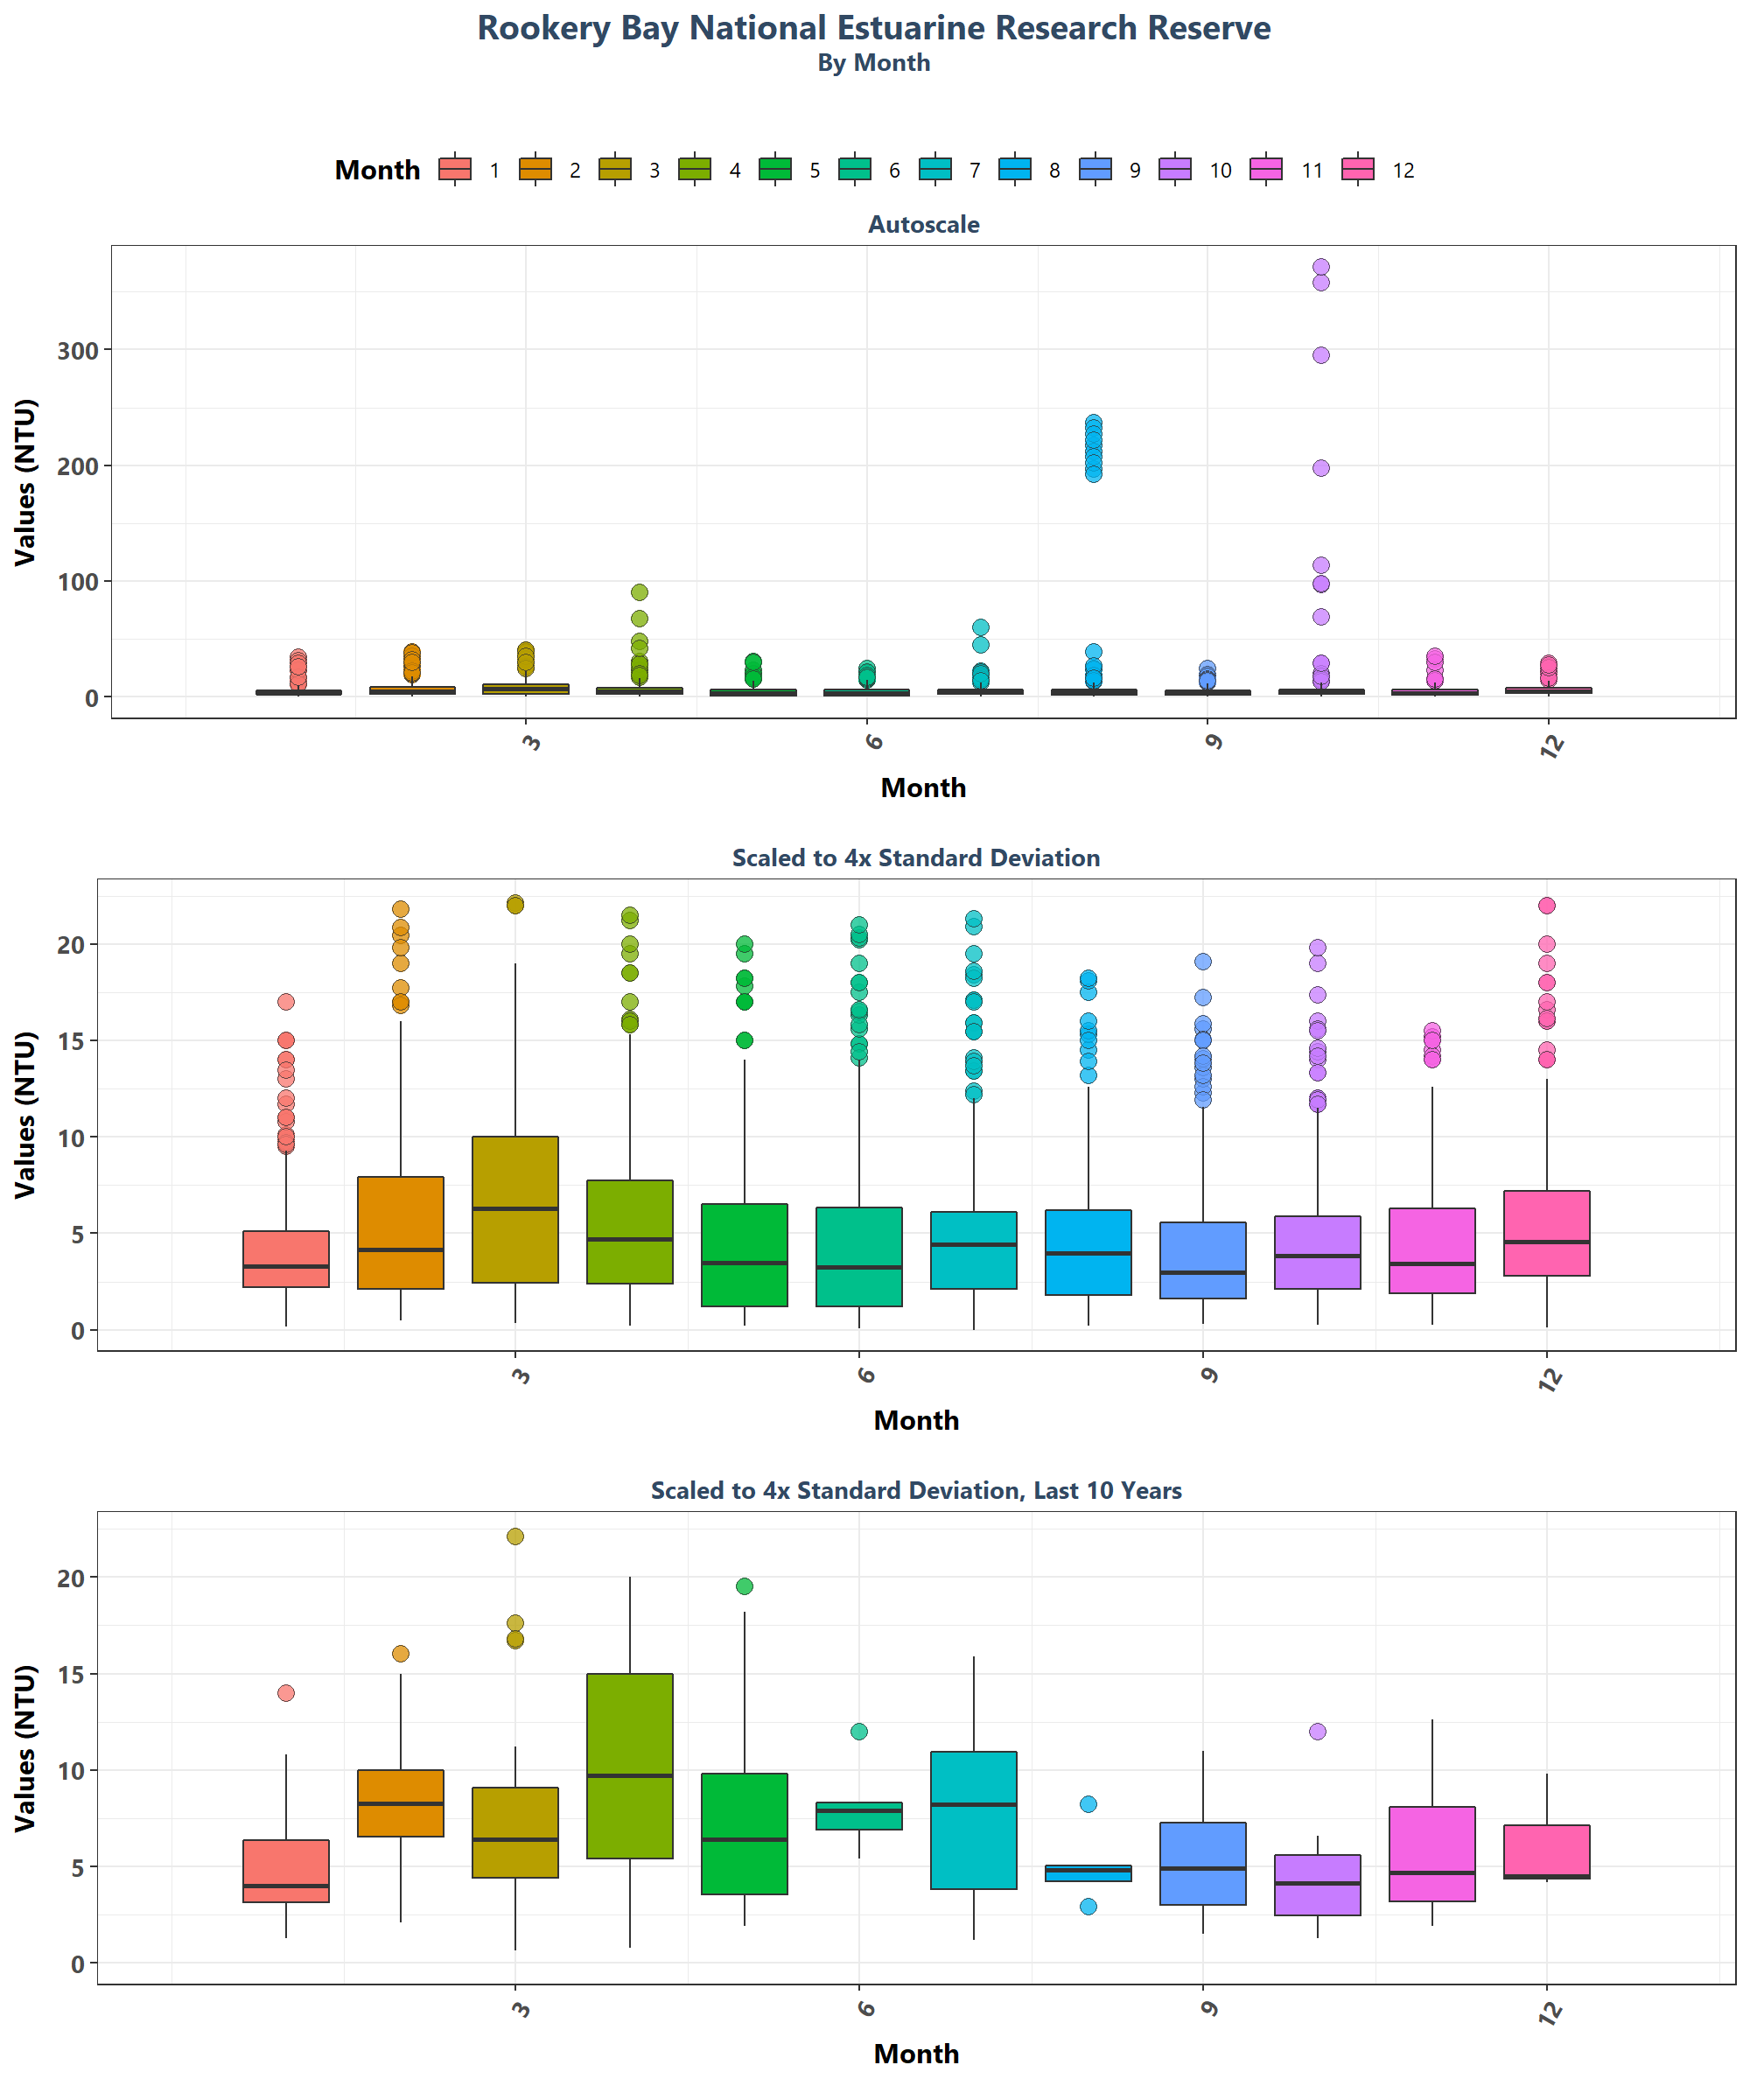 Rookery Bay National Estuarine Research Reserve
By Month
Month 1 2 3 4 5 6 7 8 9 10 11 12
Autoscale
Values (NTU)
300
200
100
0
3 6 9 12
Month
Scaled to 4x Standard Deviation
Values (NTU)
20
15
10
5
0
3 6 9 12
Month
Scaled to 4x Standard Deviation, Last 10 Years
Values (NTU)
20
15
10
5
0
3 6 9 12
Month